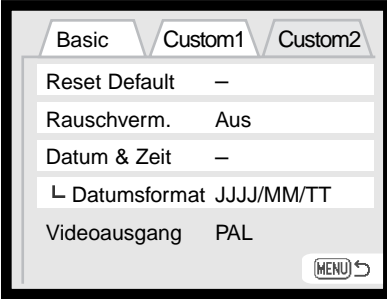 Basic Custom1 Custom2
Reset Default –
Rauschverm. Aus
Datum & Zeit –
└ Datumsformat JJJJ/MM/TT
Videoausgang PAL
MENU